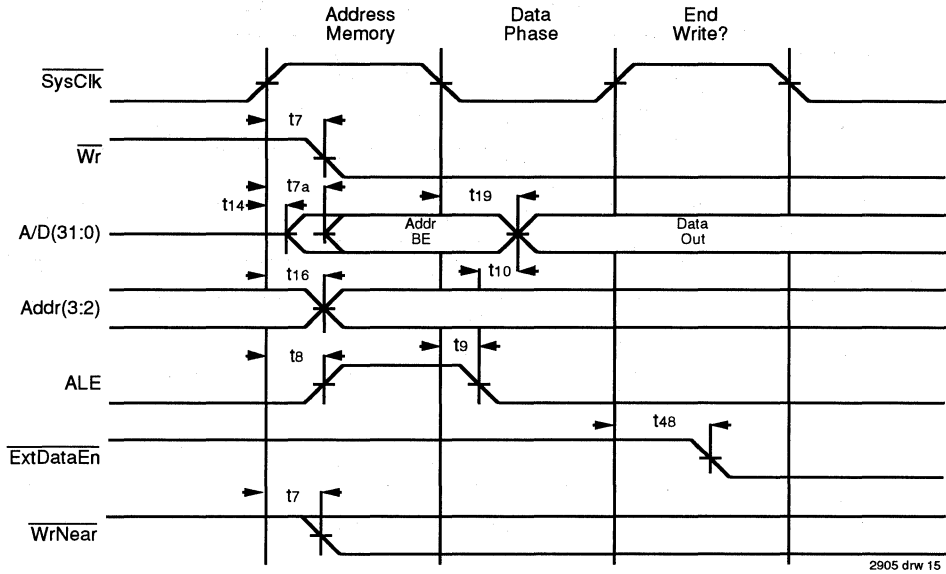 Address
Memory
Data
Phase
End
Write?
SysClk
t7
Wr
t7a
t19
t14
A/D(31:0)
Addr
BE
Data
Out
t10
t16
Addr(3:2)
t8
t9
ALE
t48
ExtDataEn
t7
WrNear
2905 drw 15